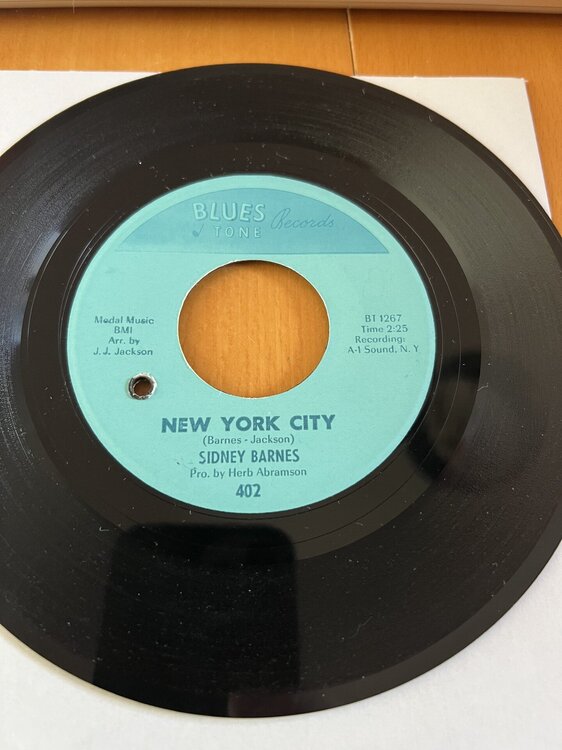 BLUES
TONE Records
Medal Music
BMI
Arr. by
J. J. Jackson
BT 1267
Time 2:25
Recording:
A-1 Sound, N. Y
NEW YORK CITY
(Barnes - Jackson)
SIDNEY BARNES
Pro. by Herb Abramson
402